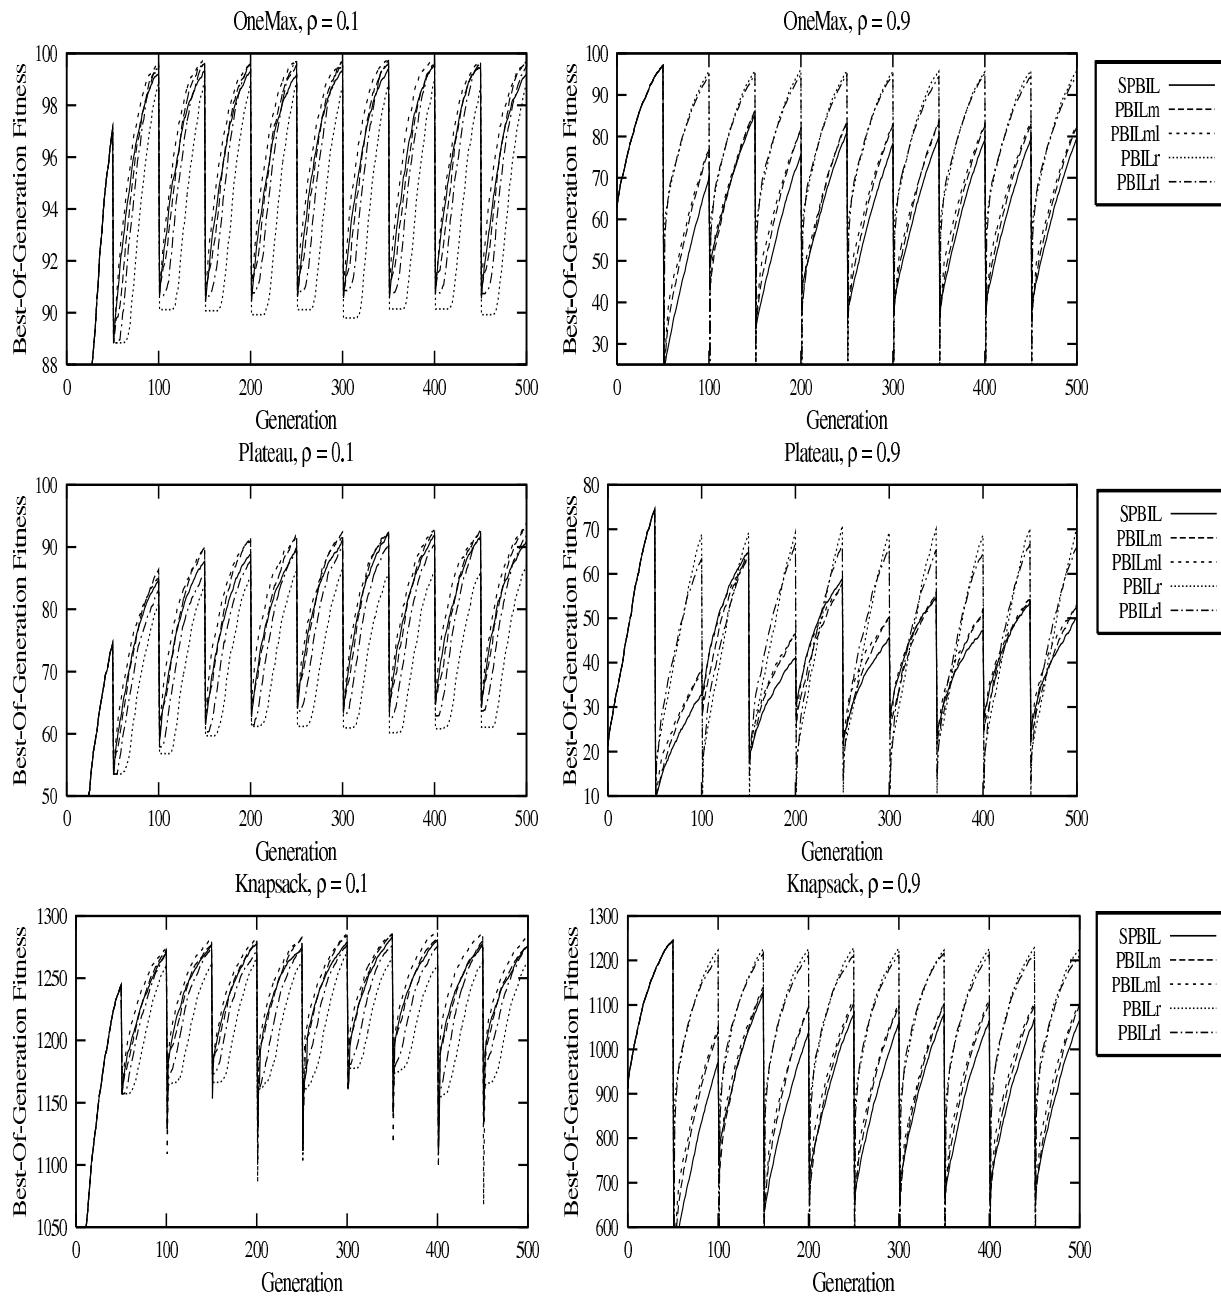 OneMax, ρ = 0.1
Best-Of-Generation Fitness
100
98
96
94
92
90
88
0
100
200
300
400
500
Generation
OneMax, ρ = 0.9
Best-Of-Generation Fitness
100
90
80
70
60
50
40
30
0
100
200
300
400
500
Generation
SPBIL
PBILm
PBILml
PBILr
PBILrl
Plateau, ρ = 0.1
Best-Of-Generation Fitness
100
90
80
70
60
50
0
100
200
300
400
500
Generation
Plateau, ρ = 0.9
Best-Of-Generation Fitness
80
70
60
50
40
30
20
10
0
100
200
300
400
500
Generation
SPBIL
PBILm
PBILml
PBILr
PBILrl
Knapsack, ρ = 0.1
Best-Of-Generation Fitness
1300
1250
1200
1150
1100
1050
0
100
200
300
400
500
Generation
Knapsack, ρ = 0.9
Best-Of-Generation Fitness
1300
1200
1100
1000
900
800
700
600
0
100
200
300
400
500
Generation
SPBIL
PBILm
PBILml
PBILr
PBILrl